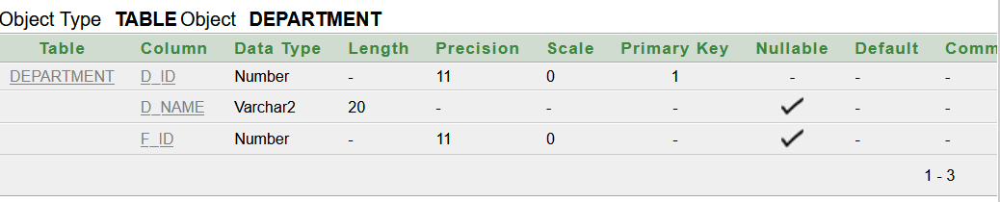 Object Type TABLE Object DEPARTMENT
Table Column Data Type Length Precision Scale Primary Key Nullable Default Comm
DEPARTMENT D_ID Number - 11 0 1 - - -
D_NAME Varchar2 20 - - - - -
F_ID Number - 11 0 - - -
1 - 3